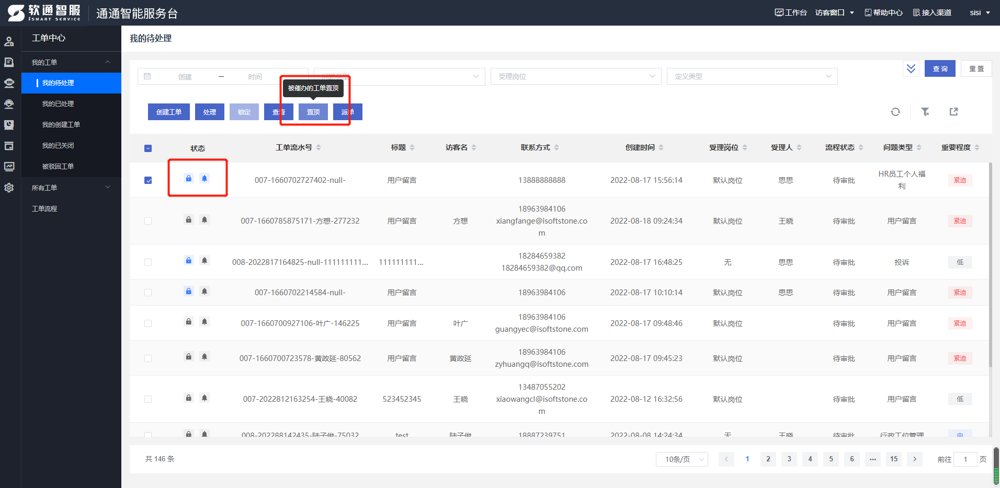 软通智服
iSMART SERVICE
通通智能服务台
工作台 访客窗口 帮助中心 接入渠道 sisi
工单中心
我的工单
我的待处理
我的已处理
我的创建工单
我的已关闭
被驳回工单
所有工单
工单流程
我的待处理
创建 — 时间 问题类型 受理岗位 定义类型 查询 重置
被催办的工单置顶
创建工单 处理 锁定 查看 置顶 派单
状态 工单流水号 标题 访客名 联系方式 创建时间 受理岗位 受理人 流程状态 问题类型 重要程度
007-1660702727402-null- 用户留言 13888888888 2022-08-17 15:56:14 默认岗位 思思 待审批 HR员工个人福
利 紧迫
18963984106
007-1660785875171-方想-277232 用户留言 方想 xiangfange@isoftstone.co 2022-08-18 09:24:34 默认岗位 王晓 待审批 用户留言 紧迫
m
18284659382
008-2022817164825-null-111111111... 111111111... 2022-08-17 16:48:25 无 思思 待审批 投诉 低
18284659382@qq.com
007-1660702214584-null- 用户留言 18963984106 2022-08-17 10:10:14 默认岗位 思思 待审批 用户留言 紧迫
18963984106
007-1660700927106-叶广-146225 用户留言 叶广 2022-08-17 09:48:46 默认岗位 待审批 用户留言 紧迫
guangyec@isoftstone.com
18963984106
007-1660700723578-黄政延-80562 用户留言 黄政延 2022-08-17 09:45:23 默认岗位 待审批 用户留言 紧迫
zyhuangq@isoftstone.com
13487055202
007-2022812163254-王晓-40082 523452345 王晓 xiaowangcl@isoftstone.co 2022-08-12 16:32:56 默认岗位 待审批 用户留言 低
m
008-202288142435-陆子俊-75032 test 陆子俊 18887239751 2022-08-08 14:24:34 无 王晓 待审批 行政工位管理 中
共 146 条 10条/页 1 2 3 4 5 6 ··· 15 前往 1 页